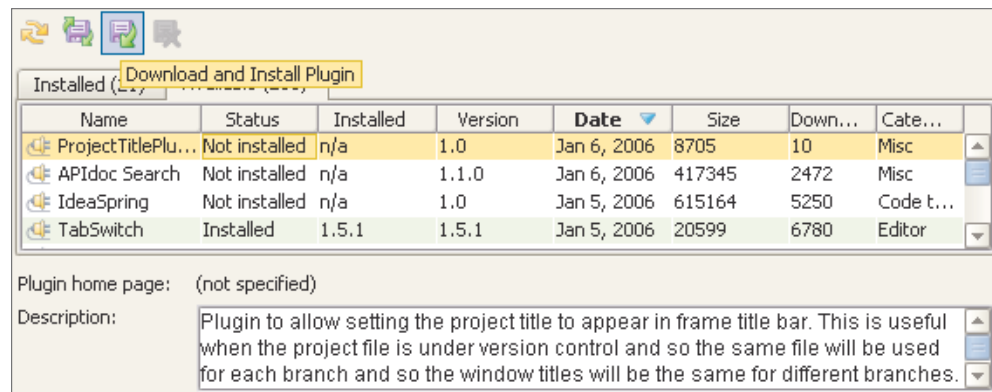 Download and Install Plugin
Installed (
Name Status Installed Version Date Size Down... Cate...
ProjectTitlePlu... Not installed n/a 1.0 Jan 6, 2006 8705 10 Misc
APIdoc Search Not installed n/a 1.1.0 Jan 6, 2006 417345 2472 Misc
IdeaSpring Not installed n/a 1.0 Jan 5, 2006 615164 5250 Code t...
TabSwitch Installed 1.5.1 1.5.1 Jan 5, 2006 20599 6780 Editor
Plugin home page: (not specified)
Description: Plugin to allow setting the project title to appear in frame title bar. This is useful
when the project file is under version control and so the same file will be used
for each branch and so the window titles will be the same for different branches.